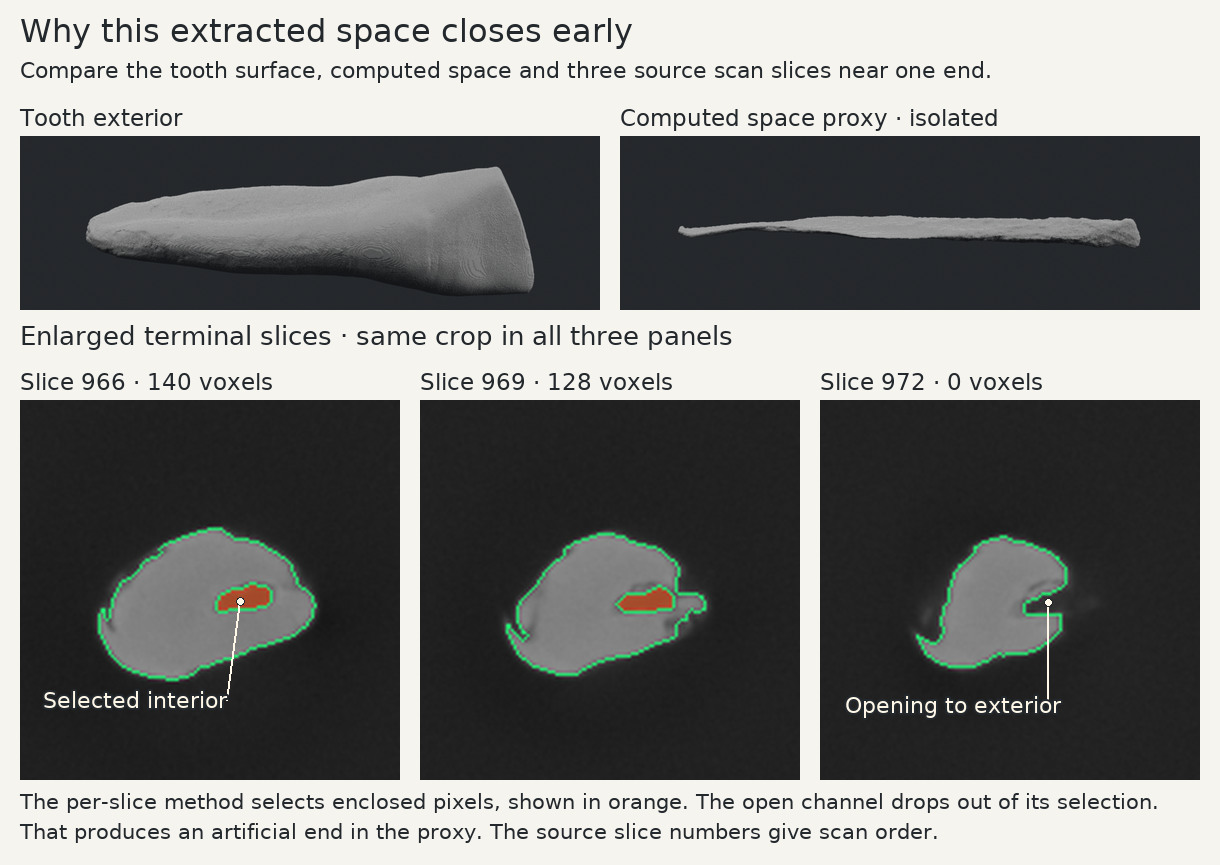 Why this extracted space closes early
Compare the tooth surface, computed space and three source scan slices near one end.
Tooth exterior
Computed space proxy · isolated
Enlarged terminal slices · same crop in all three panels
Slice 966 · 140 voxels
Slice 969 · 128 voxels
Slice 972 · 0 voxels
Selected interior
Opening to exterior
The per-slice method selects enclosed pixels, shown in orange. The open channel drops out of its selection.
That produces an artificial end in the proxy. The source slice numbers give scan order.